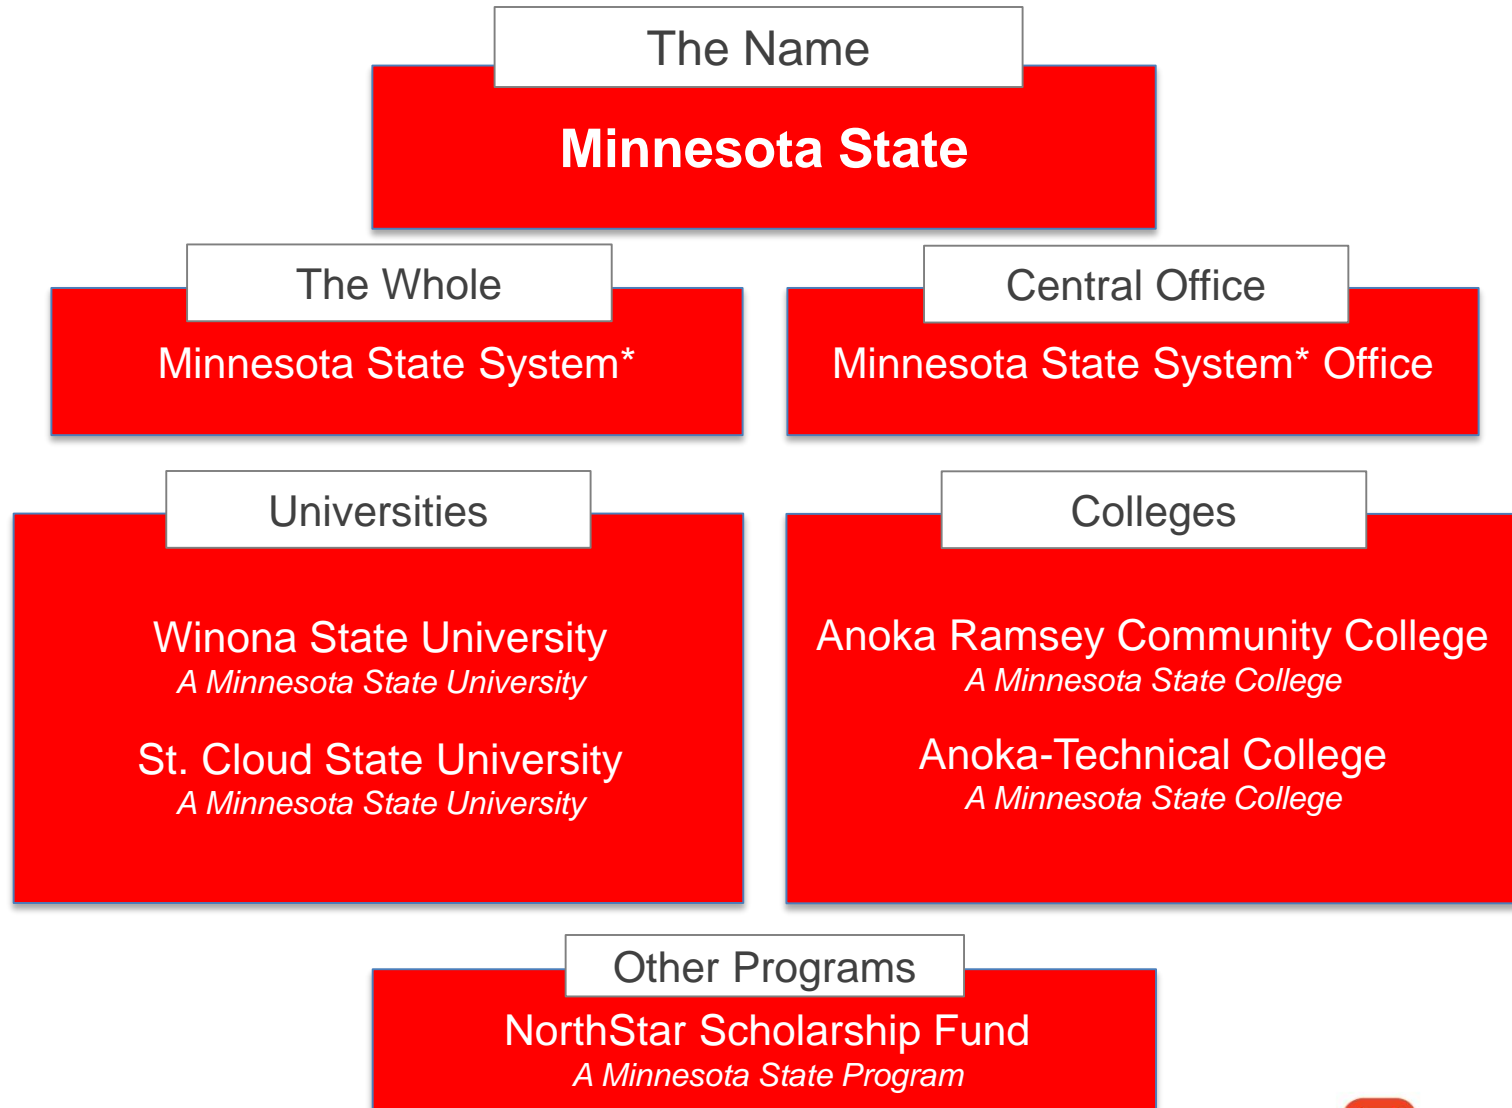 The Name
Minnesota State
The Whole
Minnesota State System*
Central Office
Minnesota State System* Office
Universities
Winona State University
A Minnesota State University
St. Cloud State University
A Minnesota State University
Colleges
Anoka Ramsey Community College
A Minnesota State College
Anoka-Technical College
A Minnesota State College
Other Programs
NorthStar Scholarship Fund
A Minnesota State Program